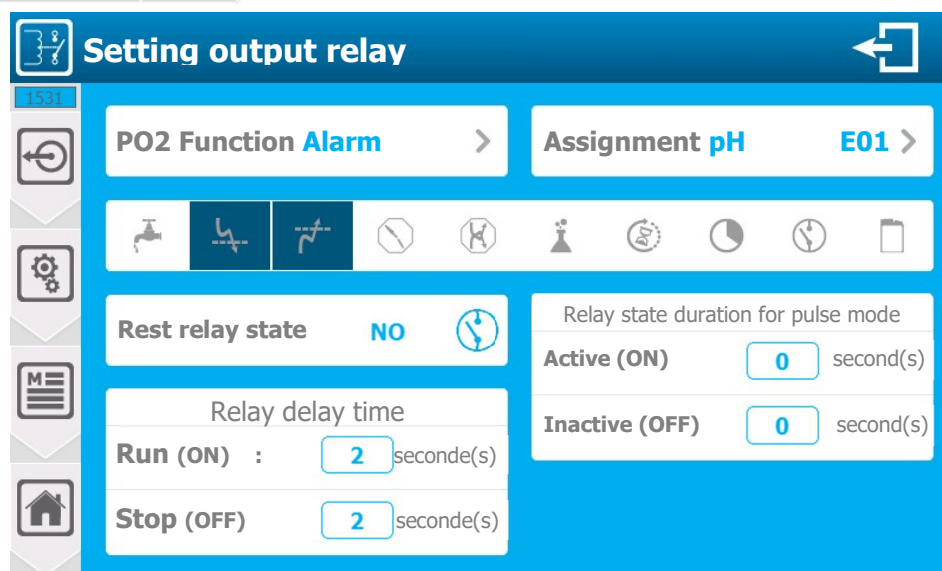 Setting output relay
1531
PO2 Function Alarm
Assignment pH E01
Rest relay state NO
Relay state duration for pulse mode
Active (ON) 0 second(s)
Inactive (OFF) 0 second(s)
Relay delay time
Run (ON) : 2 seconde(s)
Stop (OFF) 2 seconde(s)
M